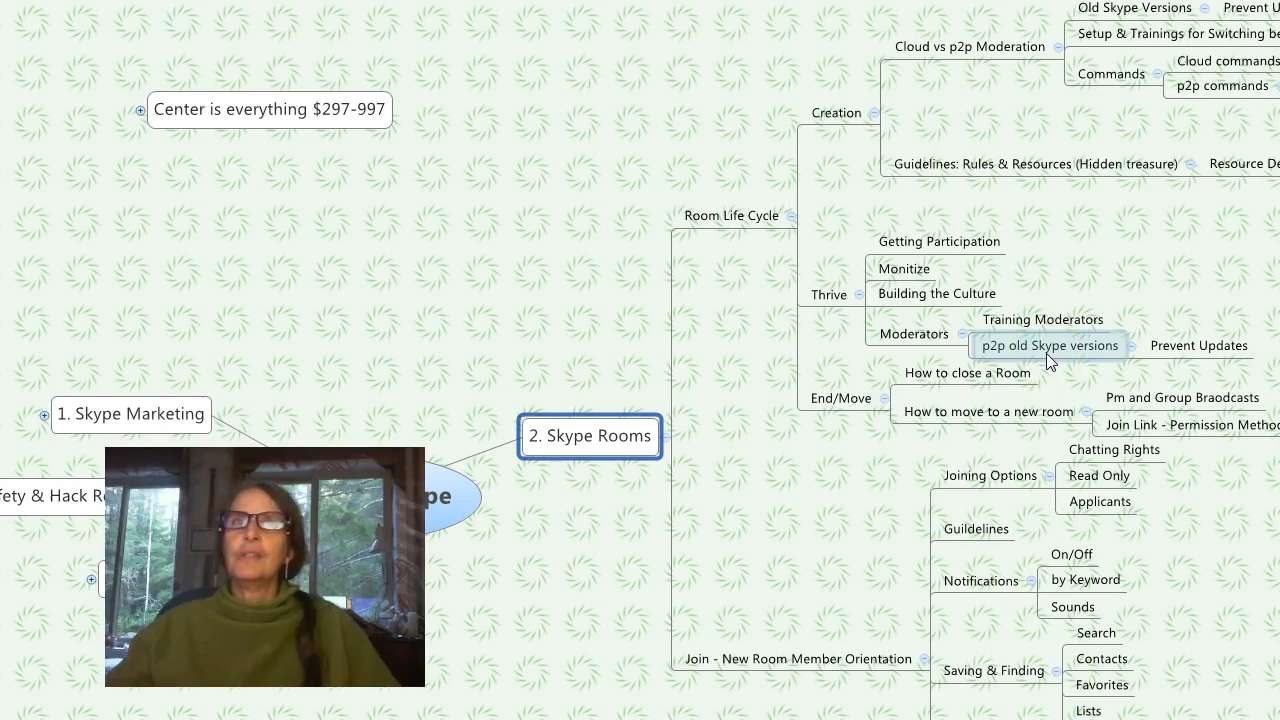 Old Skype Versions
Prevent U
Setup & Trainings for Switching be
Cloud vs p2p Moderation
Cloud commands
Commands
p2p commands
Center is everything $297-997
Creation
Guidelines: Rules & Resources (Hidden treasure)
Resource Do
Room Life Cycle
Getting Participation
Monitize
Thrive
Building the Culture
Training Moderators
Moderators
p2p old Skype versions
Prevent Updates
How to close a Room
End/Move
How to move to a new room
Pm and Group Braodcasts
Join Link - Permission Method
1. Skype Marketing
2. Skype Rooms
Chatting Rights
Joining Options
Read Only
Applicants
fety & Hack Re
pe
Guildelines
On/Off
Notifications
by Keyword
Sounds
Search
Join - New Room Member Orientation
Contacts
Saving & Finding
Favorites
Lists